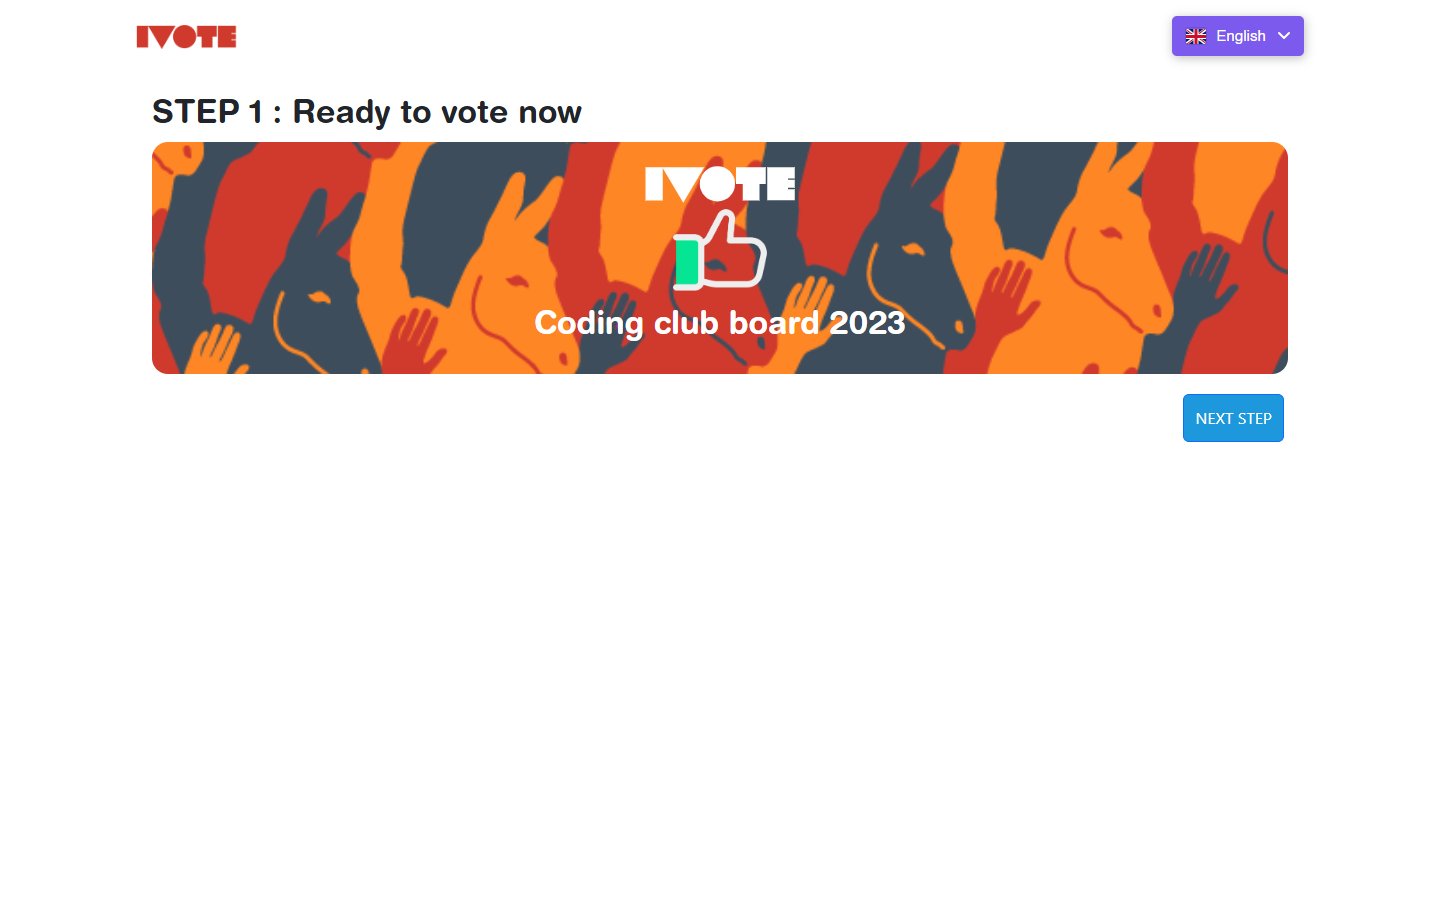 IVOTE
English
STEP 1 : Ready to vote now
IVOTE
Coding club board 2023
NEXT STEP